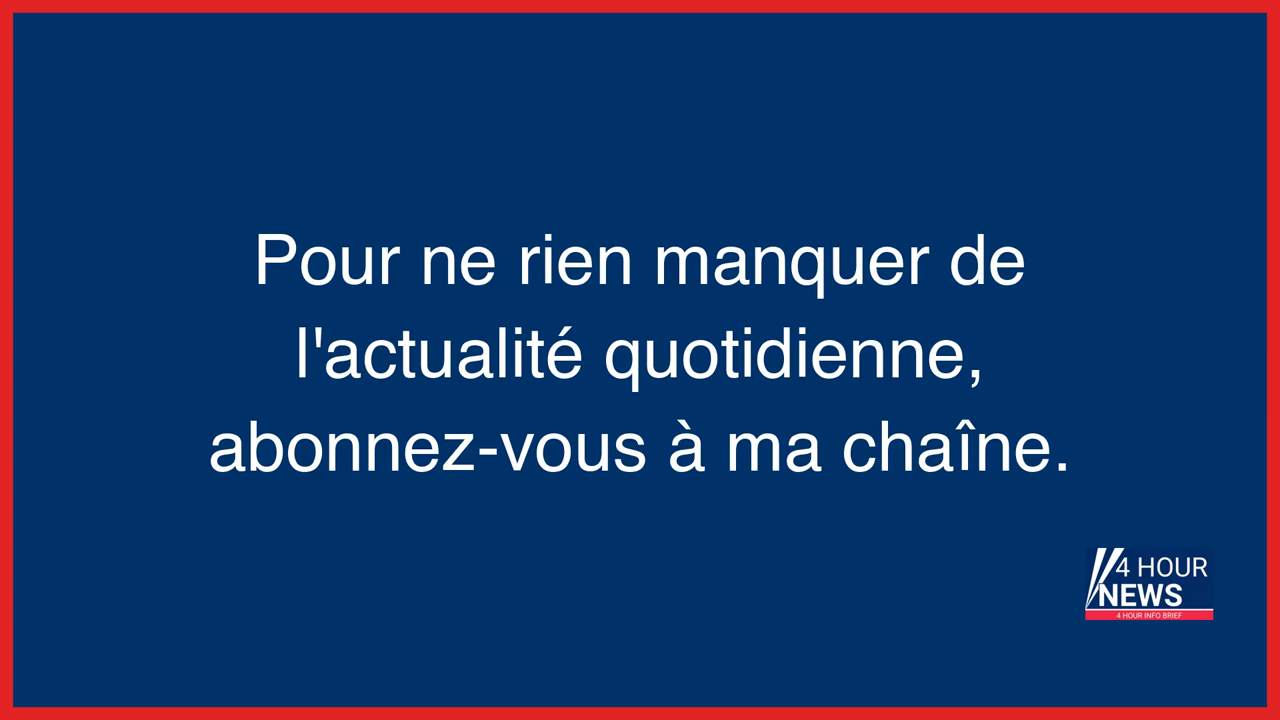 Pour ne rien manquer de
l'actualité quotidienne,
abonnez-vous à ma chaîne.
4 HOUR
NEWS
4 HOUR INFO BRIEF